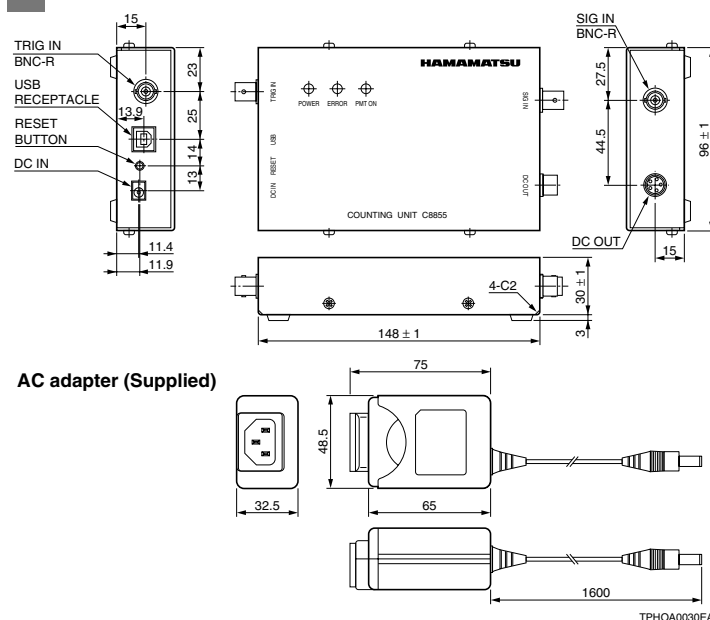 15
TRIG IN
BNC-R
USB
RECEPTACLE
13.9
RESET
BUTTON
DC IN
23
25
14
13
11.4
11.9
HAMAMATSU
POWER ERROR PMT ON
TRIG IN
USB
RESET
DC IN
SIG IN
DC OUT
COUNTING UNIT C8855
4-C2
30 ± 1
3
148 ± 1
SIG IN
BNC-R
27.5
44.5
96 ± 1
DC OUT
15
AC adapter (Supplied)
75
48.5
32.5
65
1600
TPHOA0030EA